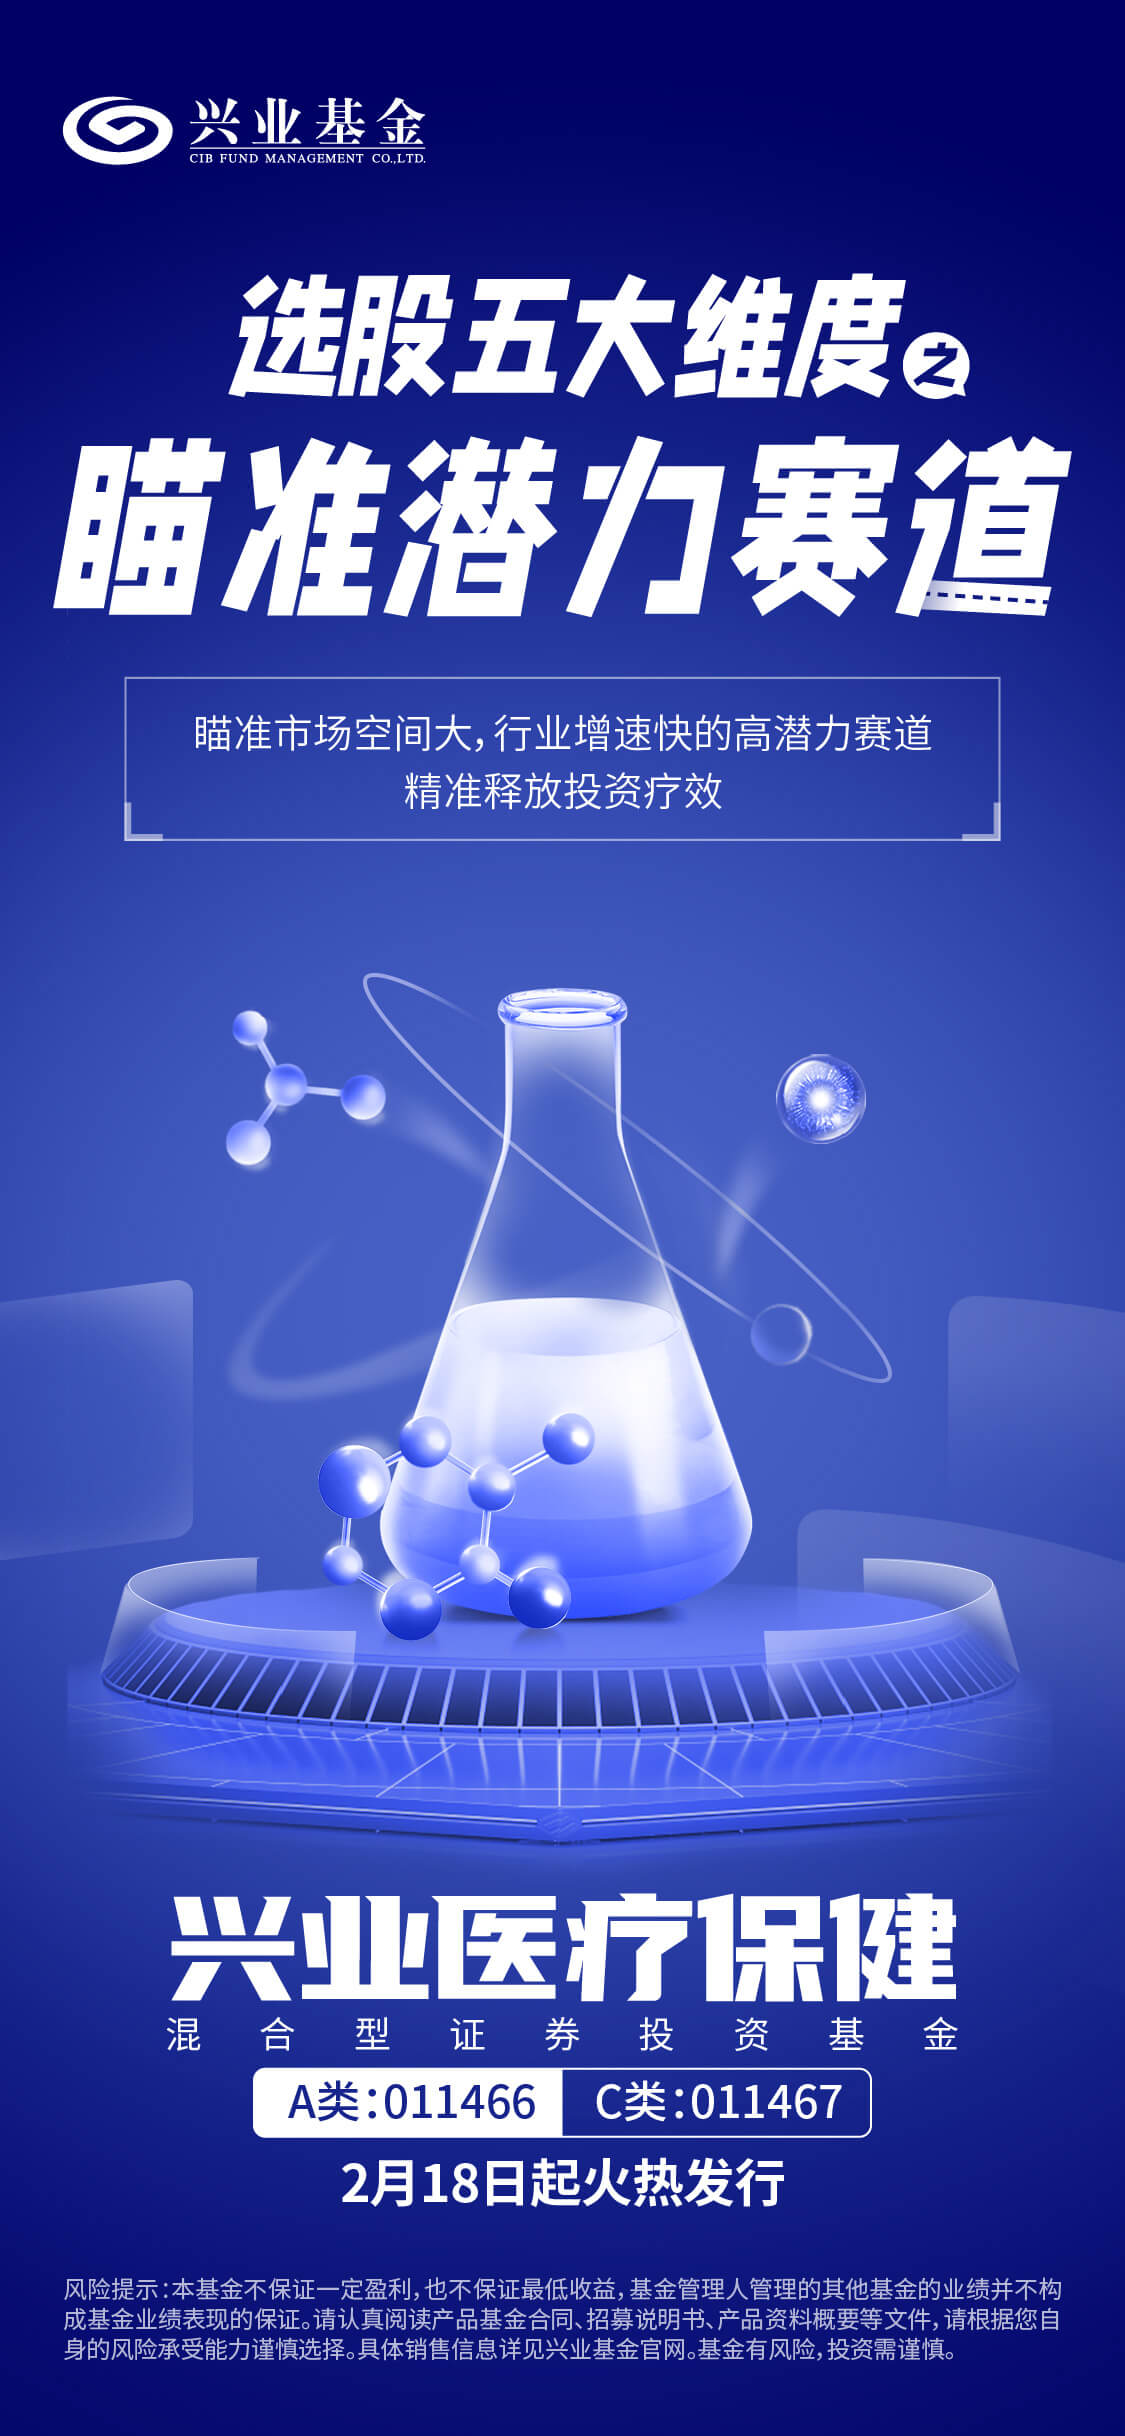 兴业基金
CIB FUND MANAGEMENT CO.,LTD.
选股五大维度之
瞄准潜力赛道
瞄准市场空间大，行业增速快的高潜力赛道
精准释放投资疗效
兴业医疗保健
混合型证券投资基金
A类：011466 C类：011467
2月18日起火热发行
风险提示：本基金不保证一定盈利，也不保证最低收益，基金管理人管理的其他基金的业绩并不构
成基金业绩表现的保证。请认真阅读产品基金合同、招募说明书、产品资料概要等文件，请根据您自
身的风险承受能力谨慎选择。具体销售信息详见兴业基金官网。基金有风险，投资需谨慎。